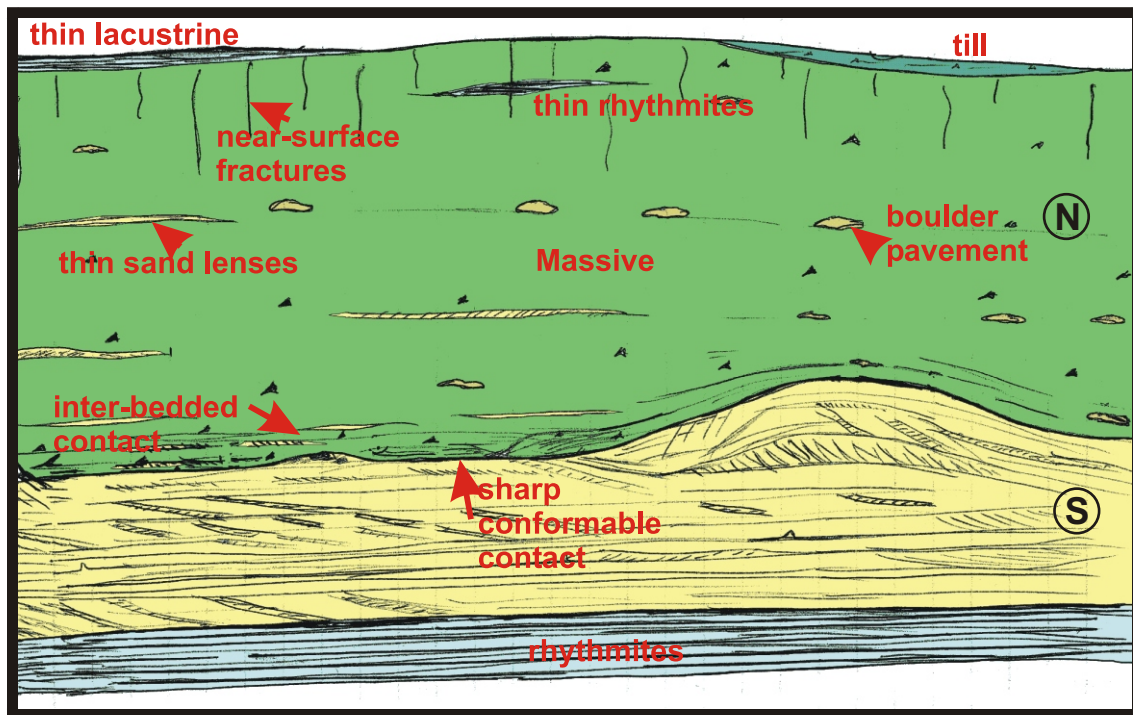 thin lacustrine
till
thin rhythmites
near-surface
fractures
boulder
pavement
N
thin sand lenses
Massive
inter-bedded
contact
sharp
conformable
contact
S
rhythmites